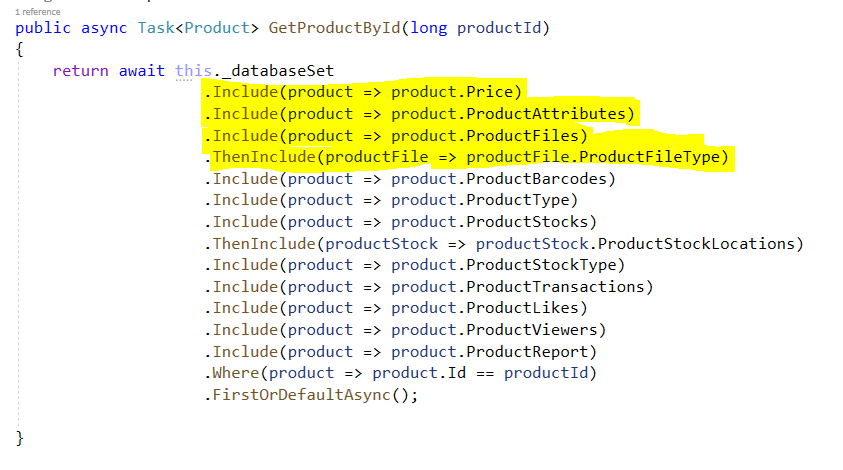 1 reference
public async Task<Product> GetProductById(long productId)
{
return await this._databaseSet
.Include(product => product.Price)
.Include(product => product.ProductAttributes)
.Include(product => product.ProductFiles)
.ThenInclude(productFile => productFile.ProductFileType)
.Include(product => product.ProductBarcodes)
.Include(product => product.ProductType)
.Include(product => product.ProductStocks)
.ThenInclude(productStock => productStock.ProductStockLocations)
.Include(product => product.ProductStockType)
.Include(product => product.ProductTransactions)
.Include(product => product.ProductLikes)
.Include(product => product.ProductViewers)
.Include(product => product.ProductReport)
.Where(product => product.Id == productId)
.FirstOrDefaultAsync();
}